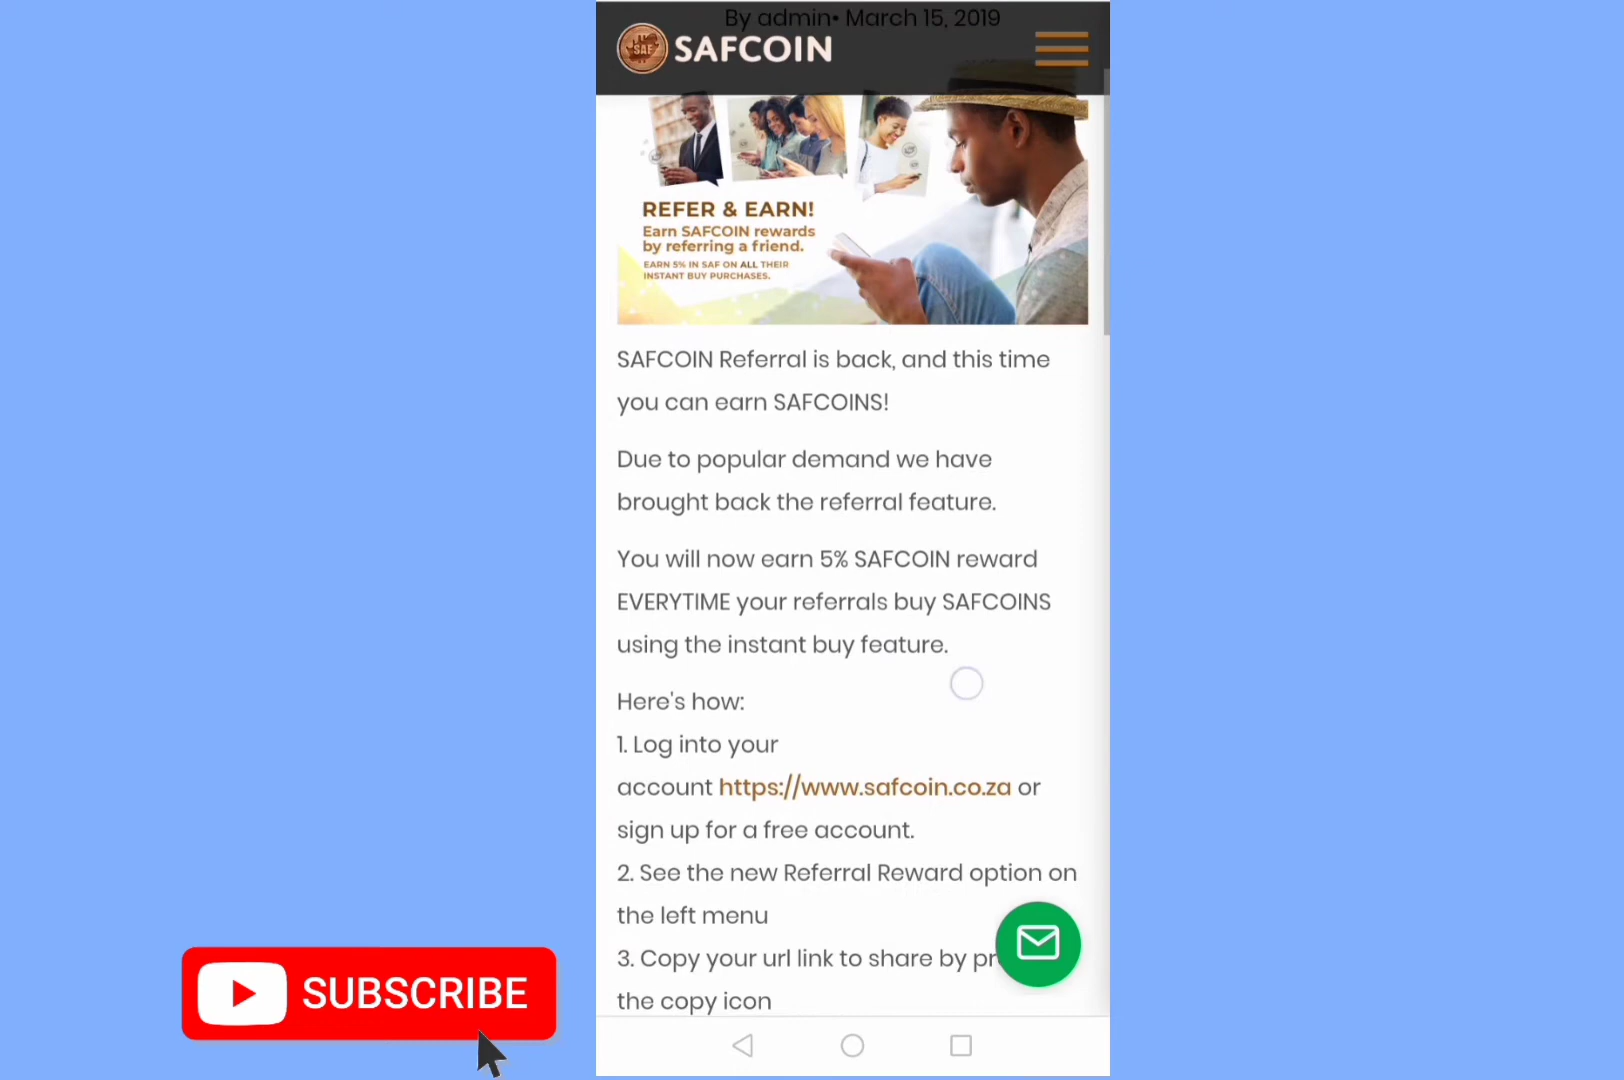 By admin• March 15, 2019
SAF
SAFCOIN
REFER & EARN!
Earn SAFCOIN rewards
by referring a friend.
EARN 5% IN SAF ON ALL THEIR
INSTANT BUY PURCHASES.
SAFCOIN Referral is back, and this time
you can earn SAFCOINS!
Due to popular demand we have
brought back the referral feature.
You will now earn 5% SAFCOIN reward
EVERYTIME your referrals buy SAFCOINS
using the instant buy feature.
Here's how:
1. Log into your
account https://www.safcoin.co.za or
sign up for a free account.
2. See the new Referral Reward option on
the left menu
3. Copy your url link to share by pr
the copy icon
SUBSCRIBE